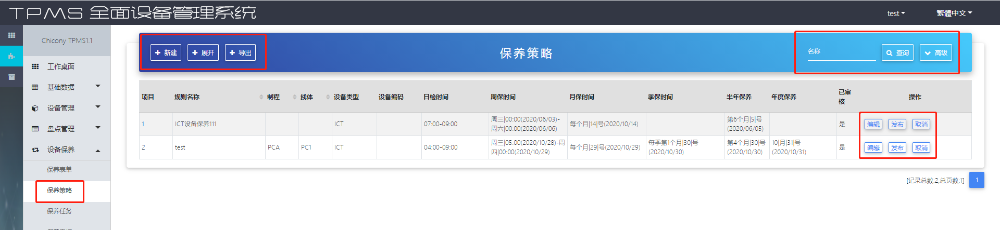 TPMS 全面设备管理系统
test
繁體中文
Chicony TPMS1.1
工作桌面
基础数据
设备管理
盘点管理
设备保养
保养表单
保养策略
保养任务
新建
展开
导出
保养策略
名称
查询
高级
项目 规则名称 制程 线体 设备类型 设备编码 日检时间 周保时间 月保时间 季保时间 半年保养 年度保养 已审核 操作
1 ICT设备保养111 ICT 07:00-09:00 周三|00:00(2020/06/03)-周六|00:00(2020/06/06) 每个月|14|号(2020/10/14) 第6个月|5|号(2020/06/05) 是 编辑 发布 取消
2 test PCA PC1 ICT 04:00-09:00 周三|05:00(2020/10/28)-周四|00:00(2020/10/29) 每个月|29|号(2020/10/29) 每季第1个月|30|号(2020/10/30) 第4个月|30|号(2020/10/30) 10|月|31|号(2020/10/31) 是 编辑 发布 取消
[记录总数:2,总页数:1] 1